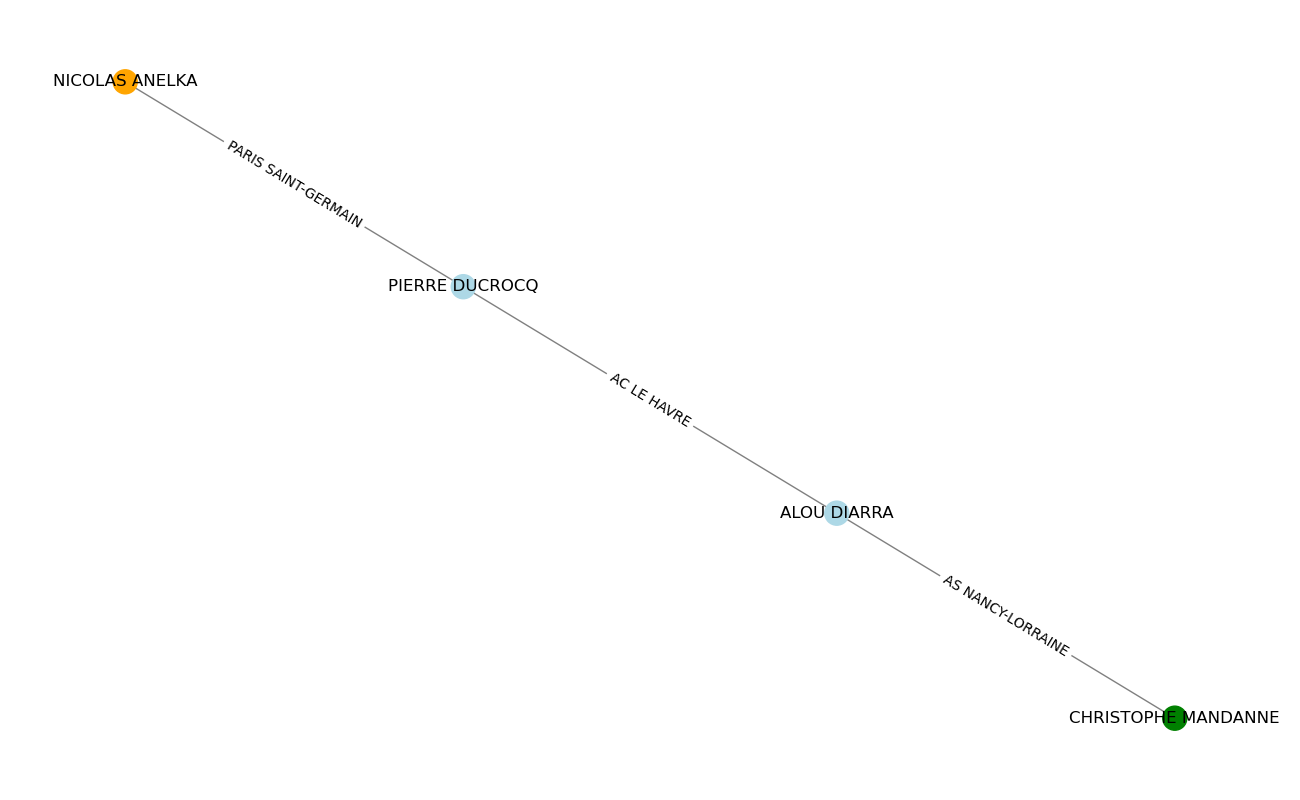 NICOLAS ANELKA
PARIS SAINT-GERMAIN
PIERRE DUCROCQ
AC LE HAVRE
ALOU DIARRA
AS NANCY-LORRAINE
CHRISTOPHE MANDANNE